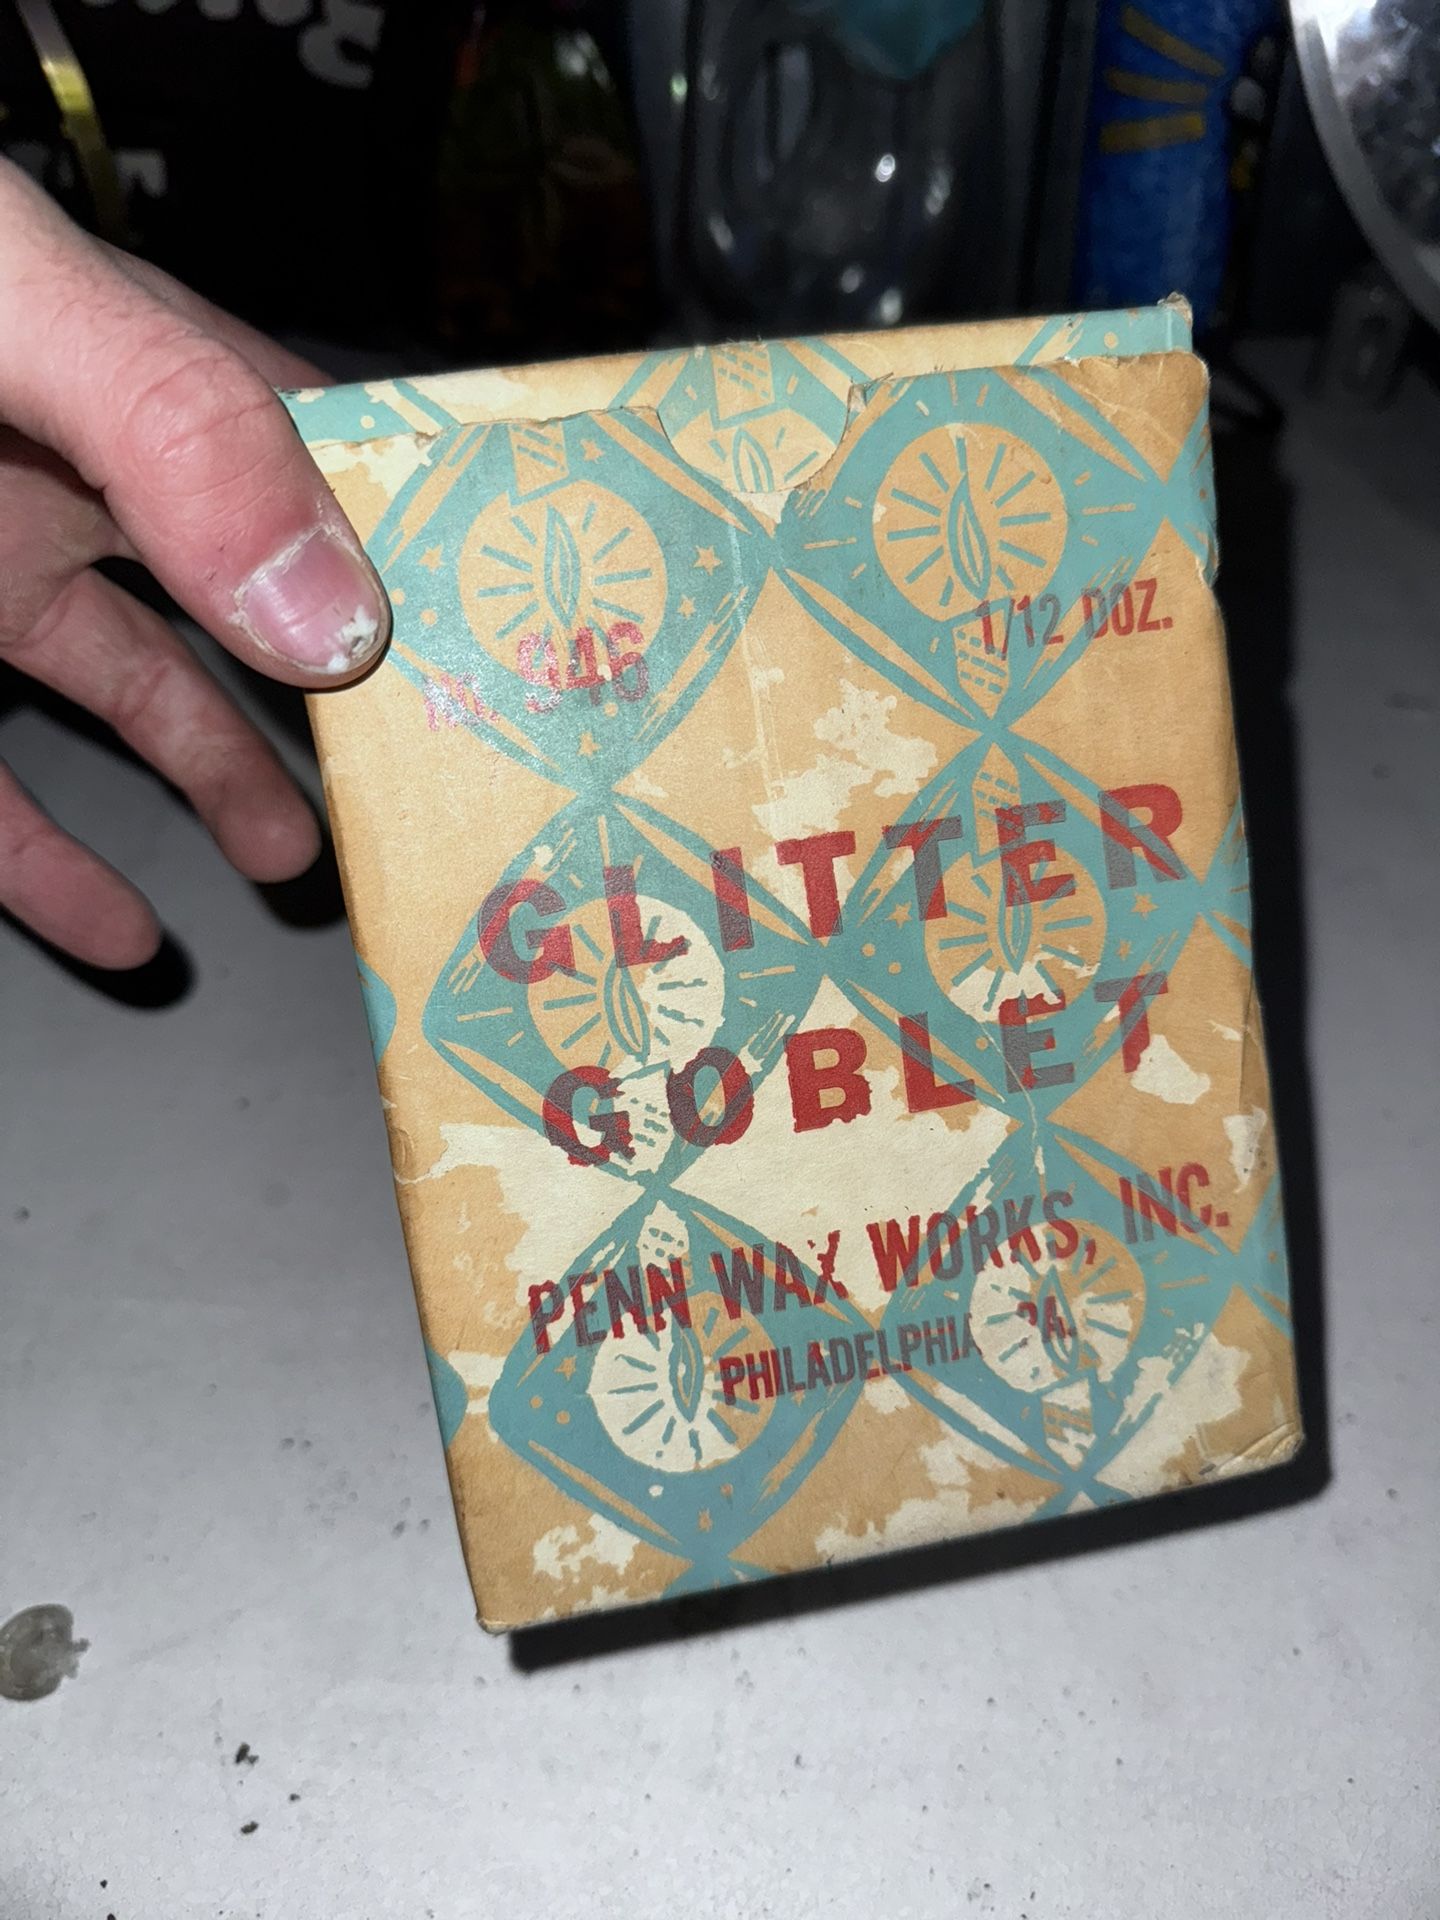 No. 946
1/12 DOZ.
GLITTER
GOBLET
PENN WAX WORKS, INC.
PHILADELPHIA PA.